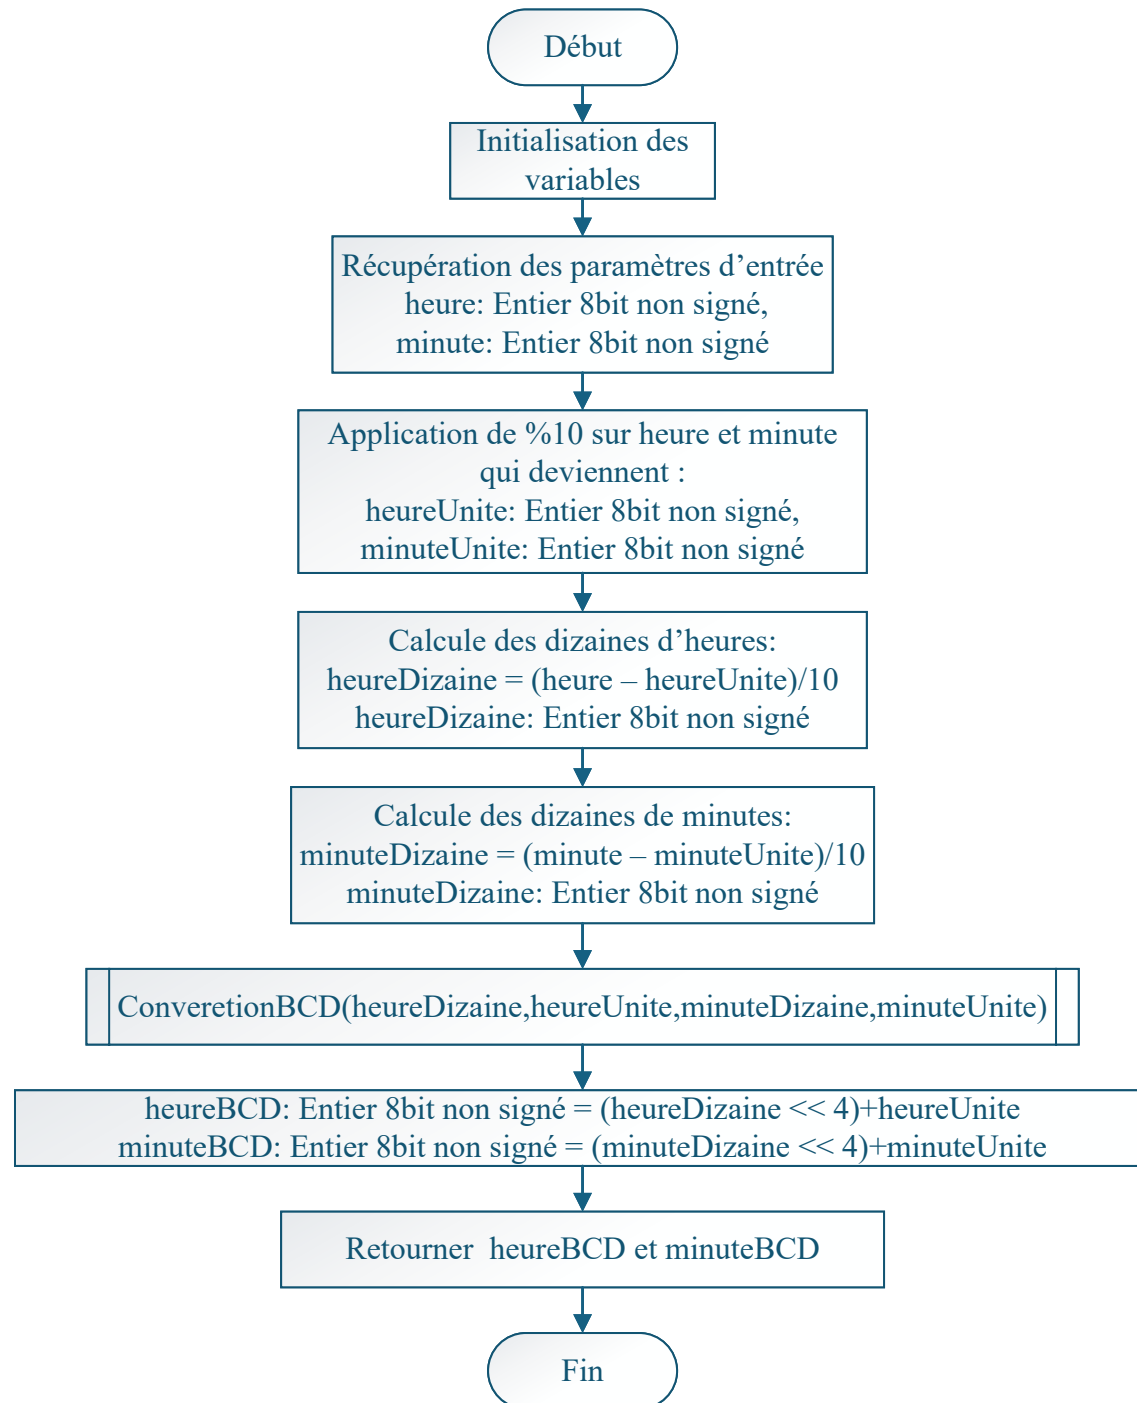 Début
Initialisation des
variables
Récupération des paramètres d’entrée
heure: Entier 8bit non signé,
minute: Entier 8bit non signé
Application de %10 sur heure et minute
qui deviennent :
heureUnite: Entier 8bit non signé,
minuteUnite: Entier 8bit non signé
Calcule des dizaines d’heures:
heureDizaine = (heure – heureUnite)/10
heureDizaine: Entier 8bit non signé
Calcule des dizaines de minutes:
minuteDizaine = (minute – minuteUnite)/10
minuteDizaine: Entier 8bit non signé
ConveretionBCD(heureDizaine,heureUnite,minuteDizaine,minuteUnite)
heureBCD: Entier 8bit non signé = (heureDizaine << 4)+heureUnite
minuteBCD: Entier 8bit non signé = (minuteDizaine << 4)+minuteUnite
Retourner  heureBCD et minuteBCD
Fin